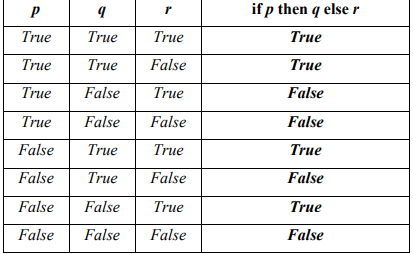 p q r if p then q else r
True True True True
True True False True
True False True False
True False False False
False True True True
False True False False
False False True True
False False False False